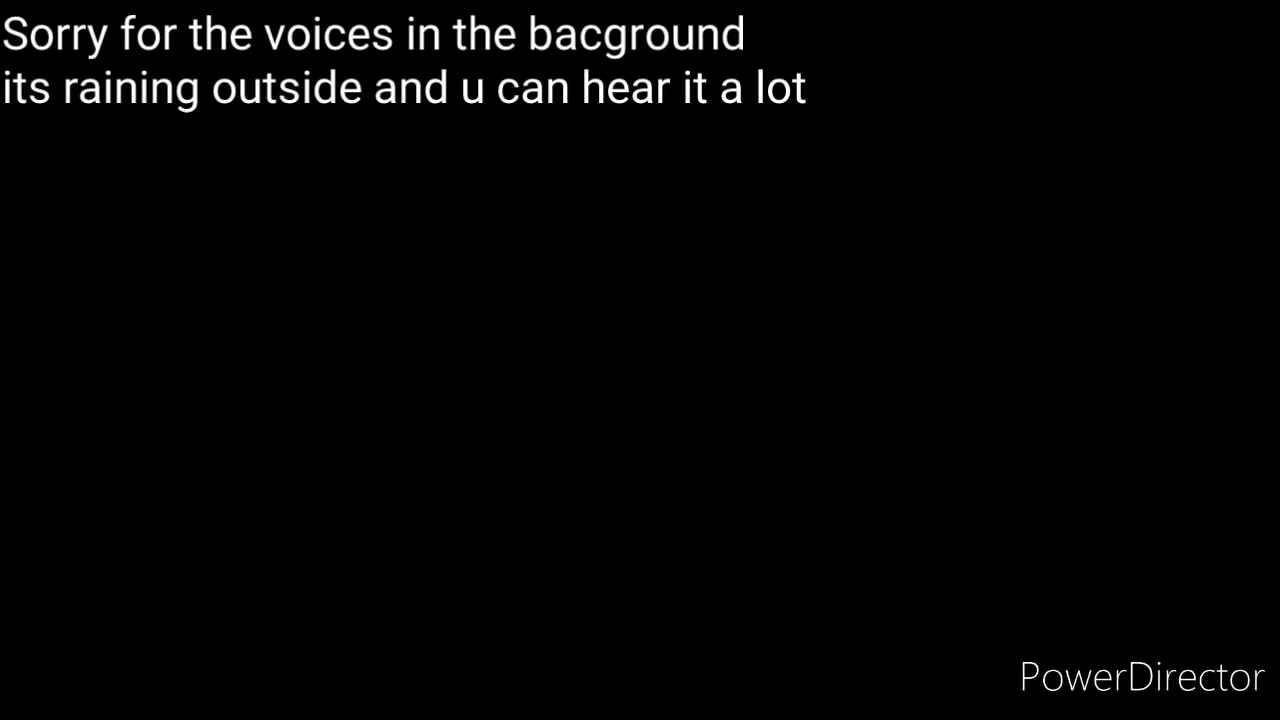 Sorry for the voices in the bacground
its raining outside and u can hear it a lot
PowerDirector